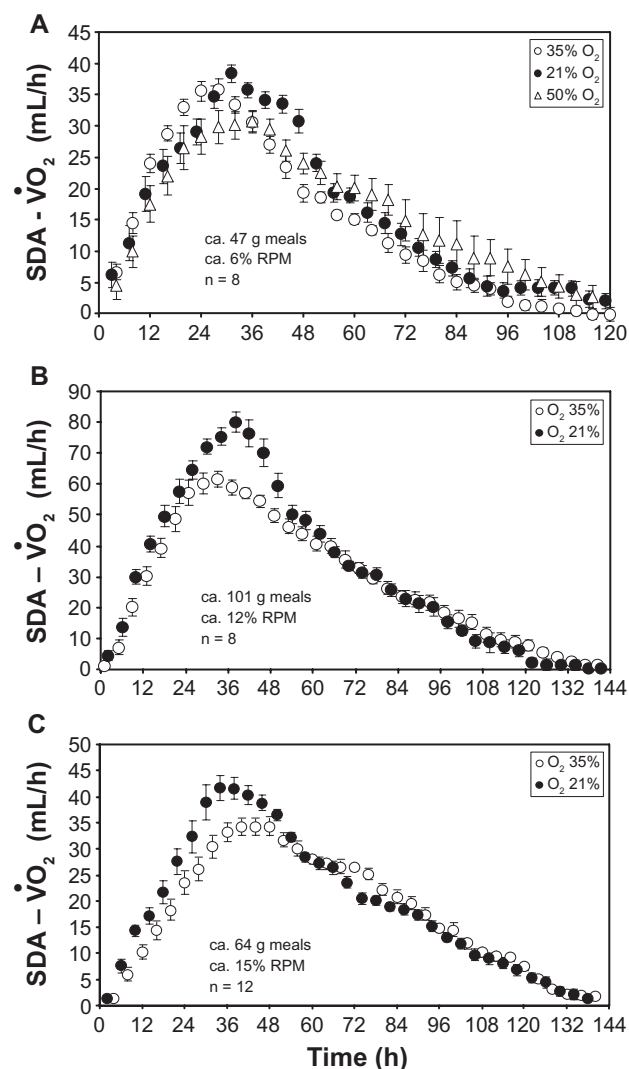 A
SDA - V̇O₂ (mL/h)
45
40
35
30
25
20
15
10
5
0
35% O₂
21% O₂
50% O₂
ca. 47 g meals
ca. 6% RPM
n = 8
0 12 24 36 48 60 72 84 96 108 120
B
SDA – V̇O₂ (mL/h)
90
80
70
60
50
40
30
20
10
0
O₂ 35%
O₂ 21%
ca. 101 g meals
ca. 12% RPM
n = 8
0 12 24 36 48 60 72 84 96 108 120 132 144
C
SDA – V̇O₂ (mL/h)
50
45
40
35
30
25
20
15
10
5
0
O₂ 35%
O₂ 21%
ca. 64 g meals
ca. 15% RPM
n = 12
0 12 24 36 48 60 72 84 96 108 120 132 144
Time (h)